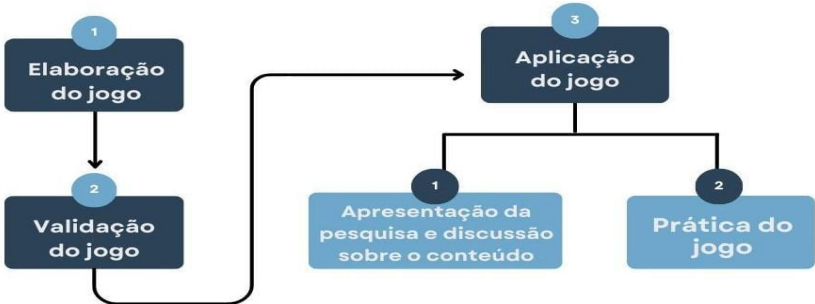 1
Elaboração
do jogo
2
Validação
do jogo
3
Aplicação
do jogo
1
Apresentação da
pesquisa e discussão
sobre o conteúdo
2
Prática do
jogo